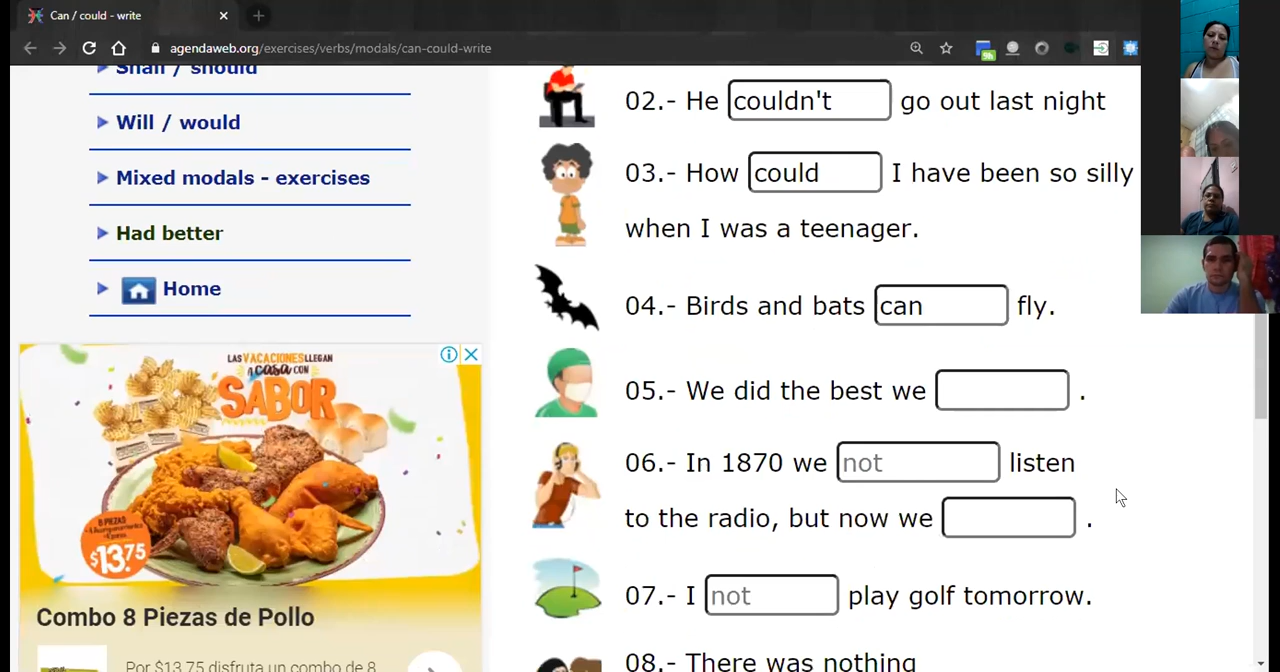 Can / could - write
agendaweb.org/exercises/verbs/modals/can-could-write
9h
Shall / should
Will / would
Mixed modals - exercises
Had better
Home
LAS VACACIONES LLEGAN
a casa CON
SABOR
8 PIEZAS
$13.75
Combo 8 Piezas de Pollo
Por $13.75 disfruta un combo de 8
02.- He couldn't go out last night
03.- How could I have been so silly
when I was a teenager.
04.- Birds and bats can fly.
05.- We did the best we .
06.- In 1870 we not listen
to the radio, but now we .
07.- I not play golf tomorrow.
08.- There was nothing